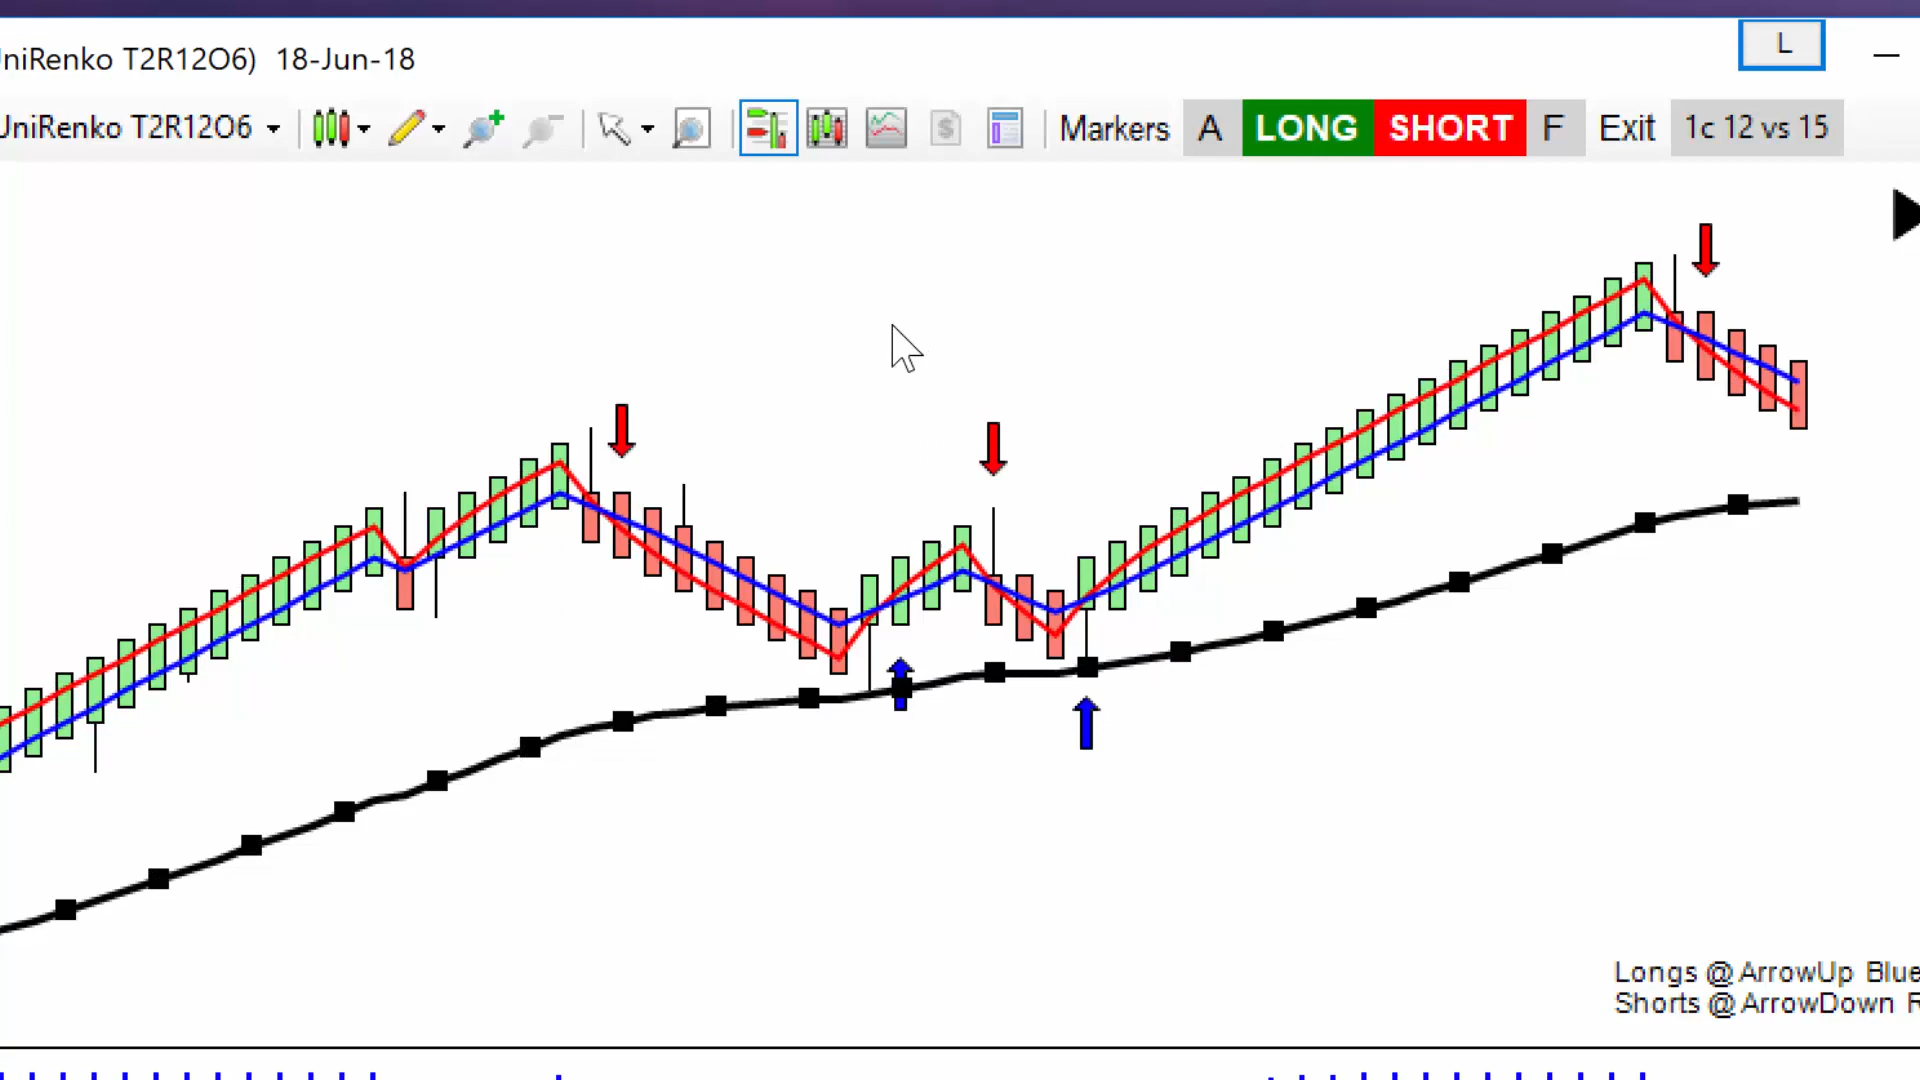 niRenko T2R12O6) 18-Jun-18
L
UniRenko T2R12O6
Markers A LONG SHORT F Exit 1c 12 vs 15
Longs @ ArrowUp Blue
Shorts @ ArrowDown R